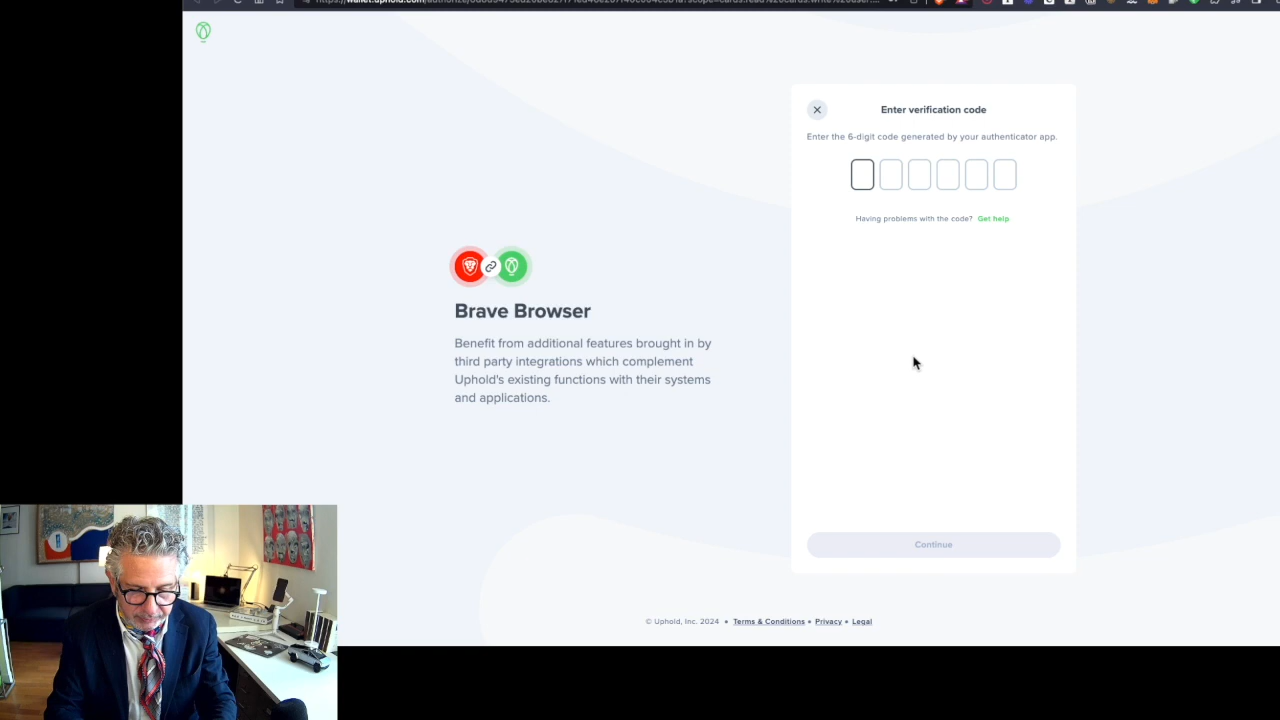 Enter verification code
Enter the 6-digit code generated by your authenticator app.
Having problems with the code? Get help
Brave Browser
Benefit from additional features brought in by
third party integrations which complement
Uphold's existing functions with their systems
and applications.
Continue
© Uphold, Inc. 2024 • Terms & Conditions • Privacy • Legal